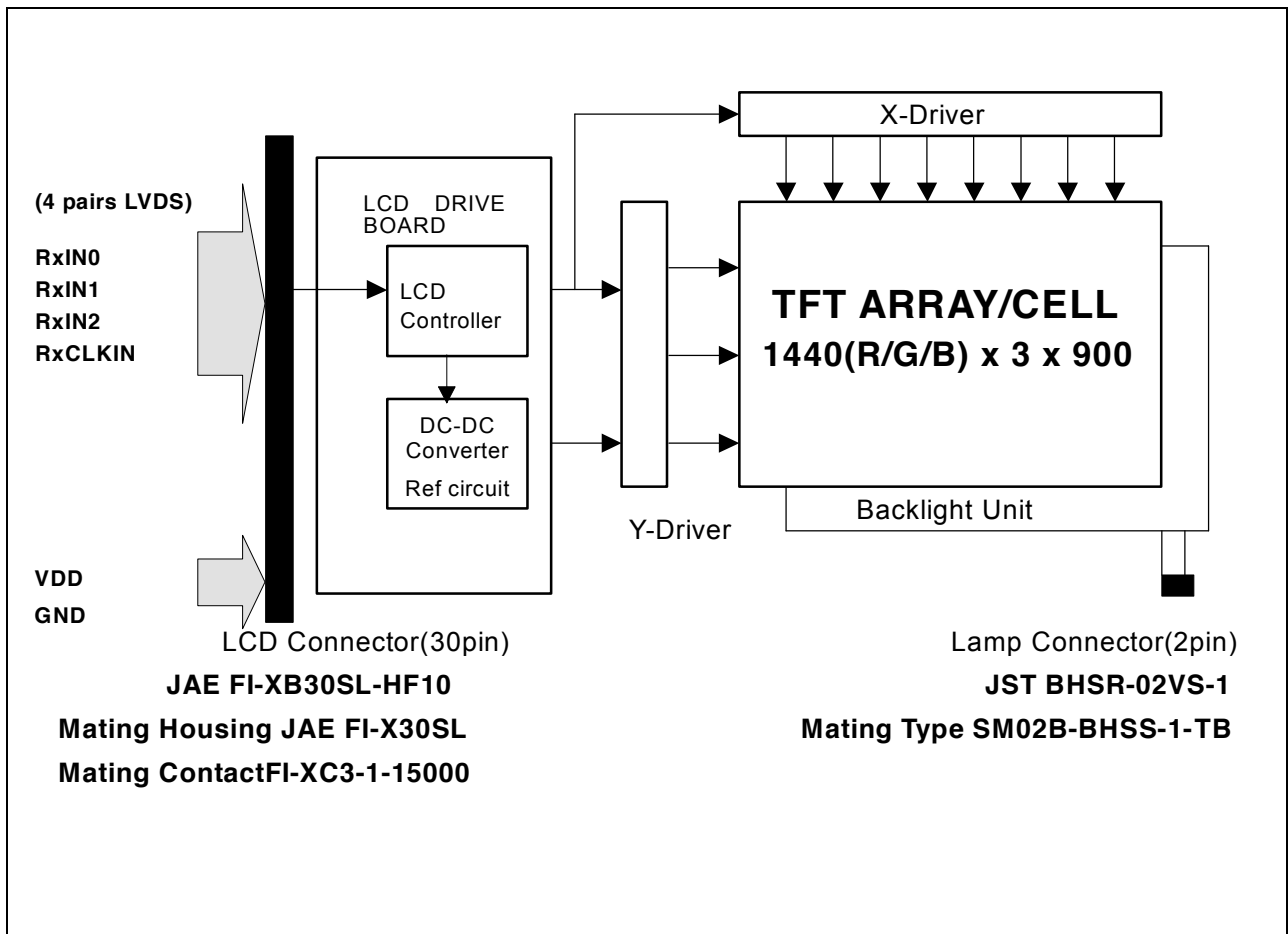 X-Driver
(4 pairs LVDS)
RxIN0
RxIN1
RxIN2
RxCLKIN
LCD DRIVE
BOARD
LCD
Controller
DC-DC
Converter
Ref circuit
TFT ARRAY/CELL
1440(R/G/B) x 3 x 900
Y-Driver
Backlight Unit
VDD
GND
LCD Connector(30pin)
JAE FI-XB30SL-HF10
Mating Housing JAE FI-X30SL
Mating ContactFI-XC3-1-15000
Lamp Connector(2pin)
JST BHSR-02VS-1
Mating Type SM02B-BHSS-1-TB